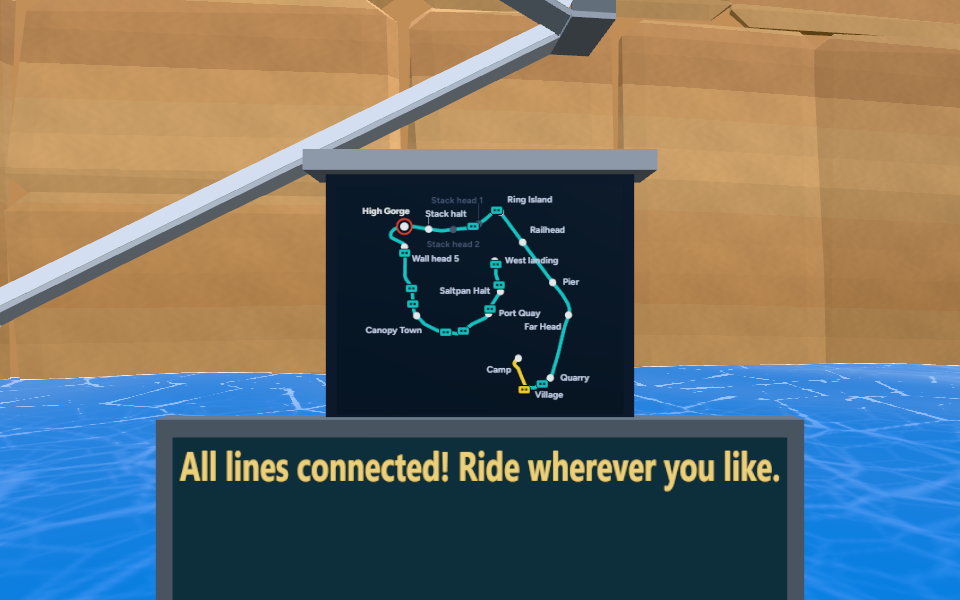 Stack head 1
Ring Island
High Gorge
Stack halt
Railhead
Stack head 2
Wall head 5
West landing
Pier
Saltpan Halt
Port Quay
Far Head
Canopy Town
Camp
Quarry
Village
All lines connected! Ride wherever you like.